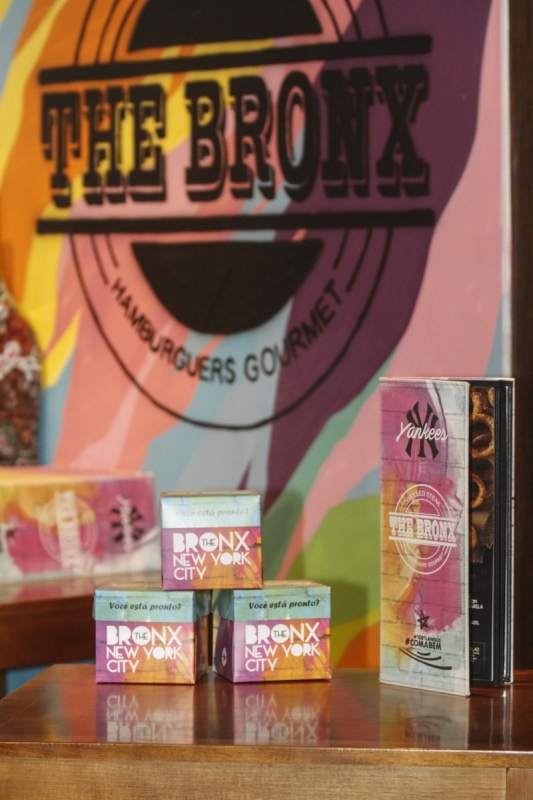 THE BRONX
HAMBURGUERS GOURMET
Você está pronto?
BRONX
THE
NEW YORK
CITY
Você está pronto?
BRONX
THE
NEW YORK
CITY
Você está pronto?
BRONX
THE
NEW YORK
CITY
NY
Yankees
THE BRONX
#COMABEM